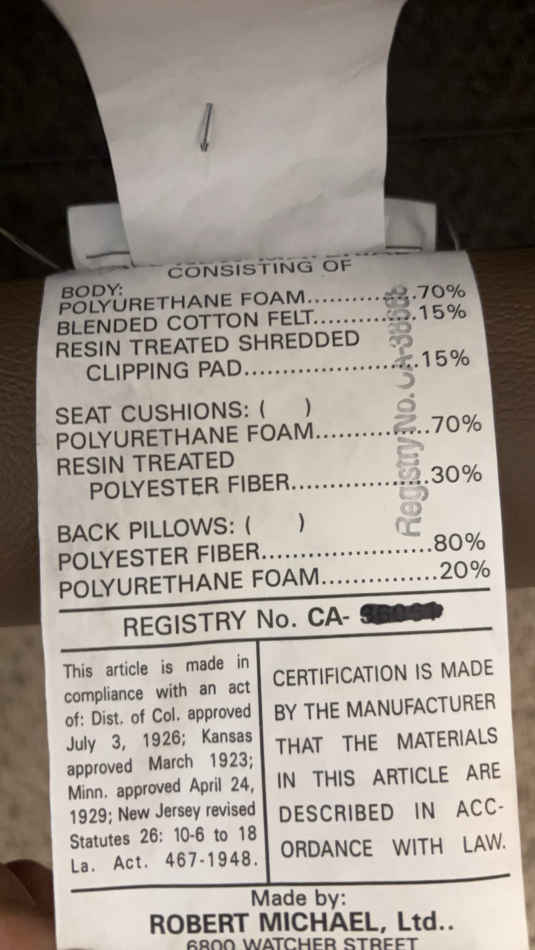 CONSISTING OF
BODY:
POLYURETHANE FOAM..............70%
BLENDED COTTON FELT..............15%
RESIN TREATED SHREDDED
CLIPPING PAD.......................15%
SEAT CUSHIONS: ( )
POLYURETHANE FOAM...............70%
RESIN TREATED
POLYESTER FIBER..................30%
BACK PILLOWS: ( )
POLYESTER FIBER......................80%
POLYURETHANE FOAM...............20%
Registry No. CA-
REGISTRY No. CA-
This article is made in
compliance with an act
of: Dist. of Col. approved
July 3, 1926; Kansas
approved March 1923;
Minn. approved April 24,
1929; New Jersey revised
Statutes 26: 10-6 to 18
La. Act. 467-1948.
CERTIFICATION IS MADE
BY THE MANUFACTURER
THAT THE MATERIALS
IN THIS ARTICLE ARE
DESCRIBED IN ACC-
ORDANCE WITH LAW.
Made by:
ROBERT MICHAEL, Ltd..
6800 WATCHER STREET